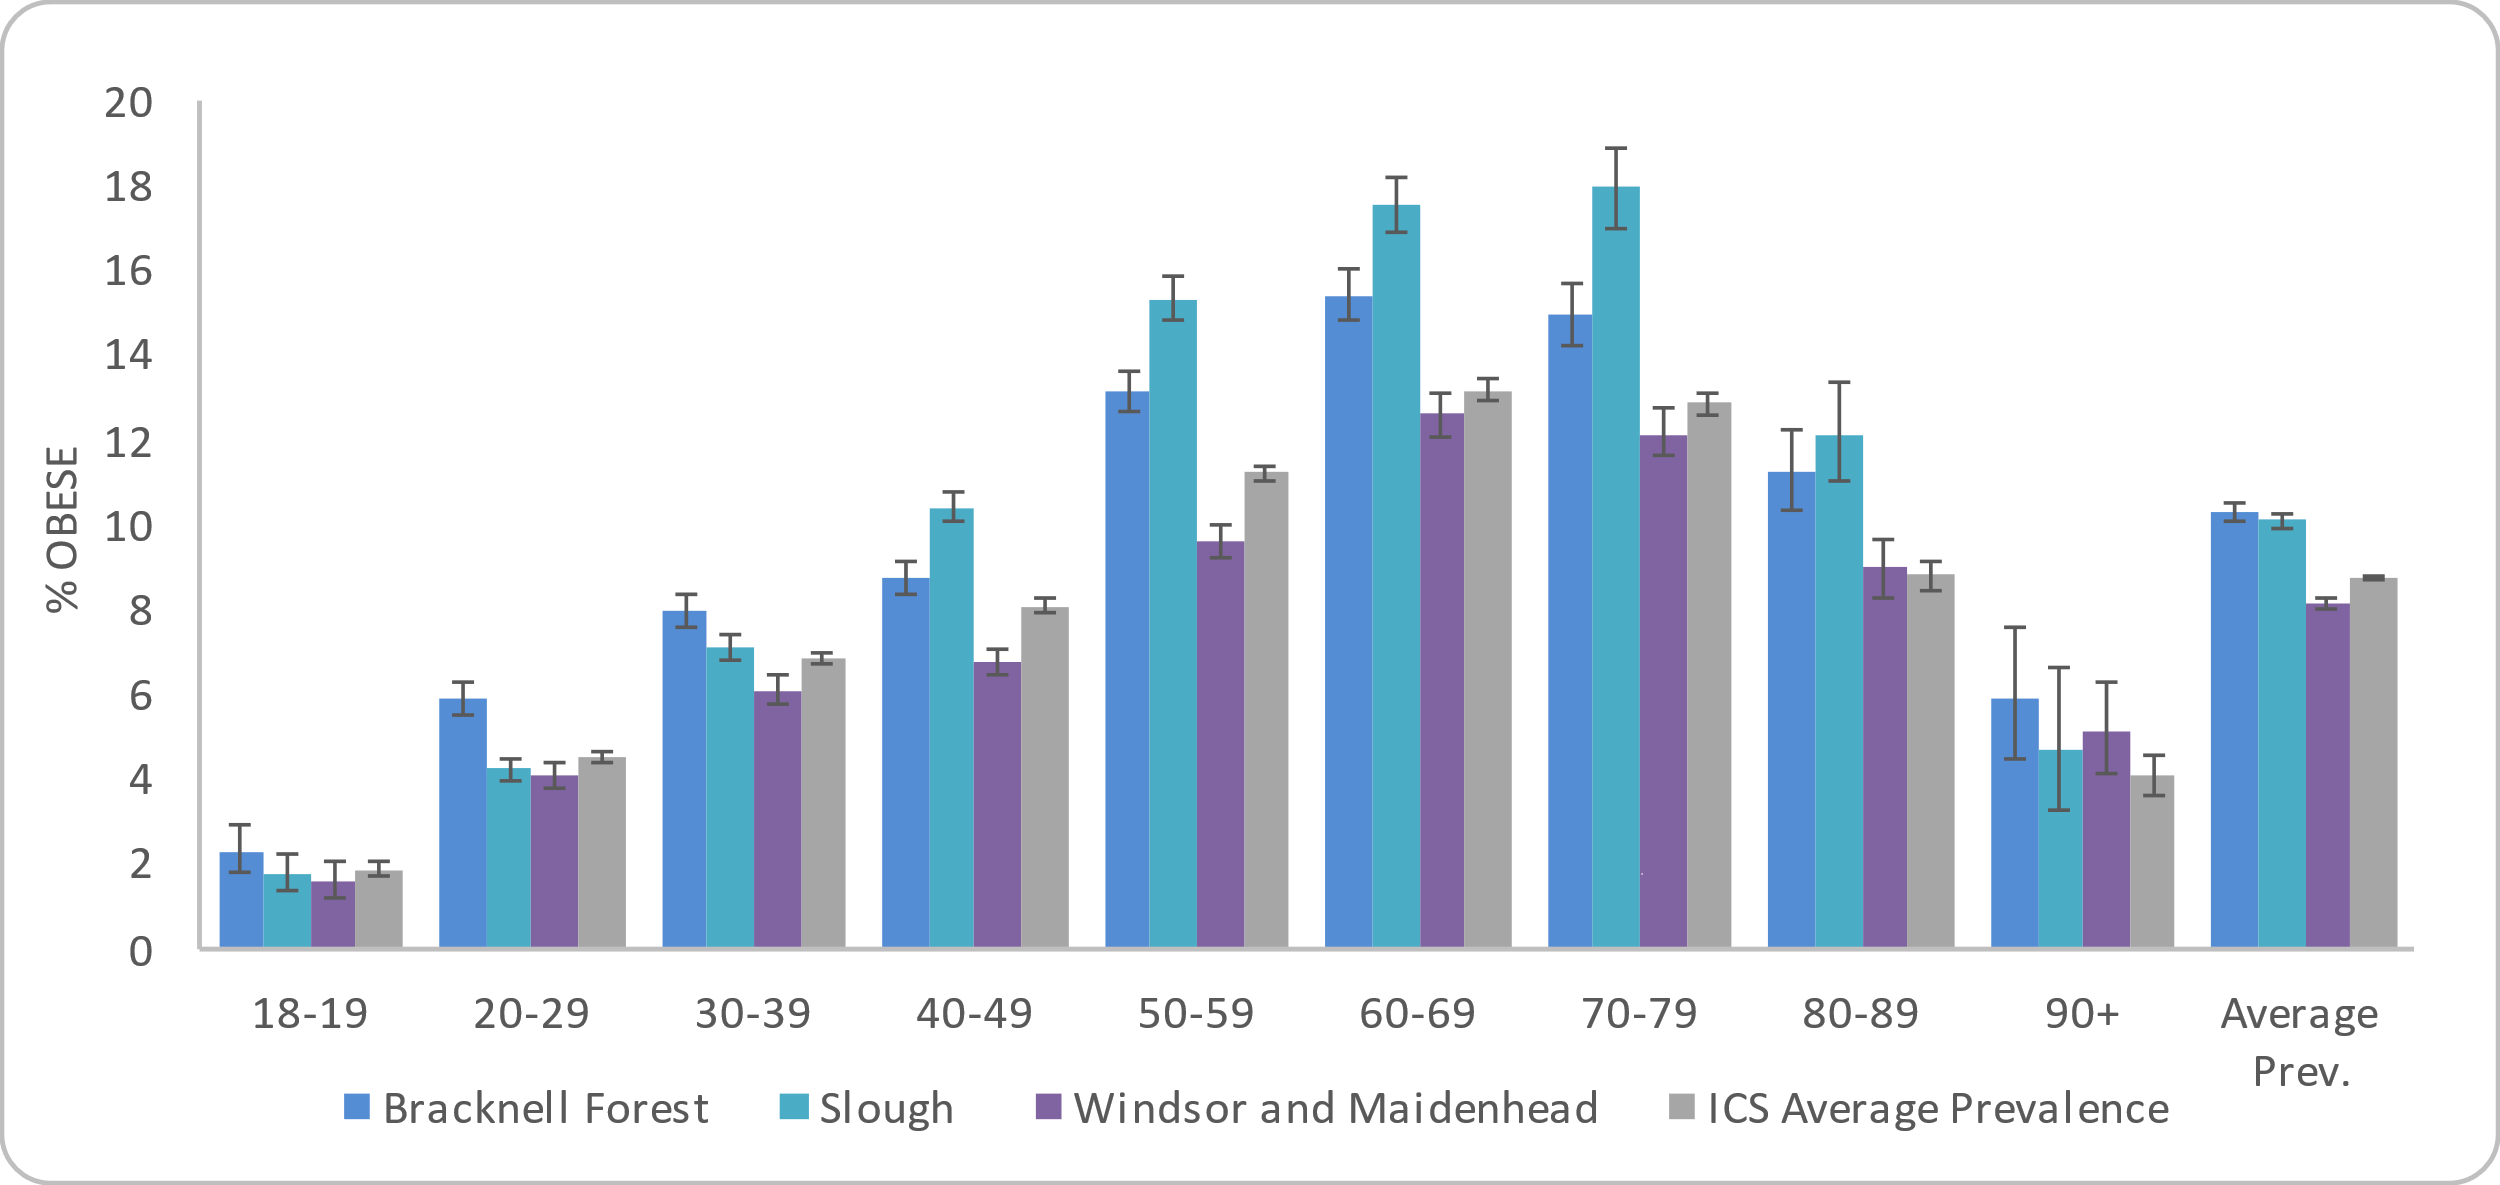 20
18
16
14
12
10
8
6
4
2
0
% OBESE
18-19 20-29 30-39 40-49 50-59 60-69 70-79 80-89 90+ Average
Prev.
Bracknell Forest Slough Windsor and Maidenhead ICS Average Prevalence